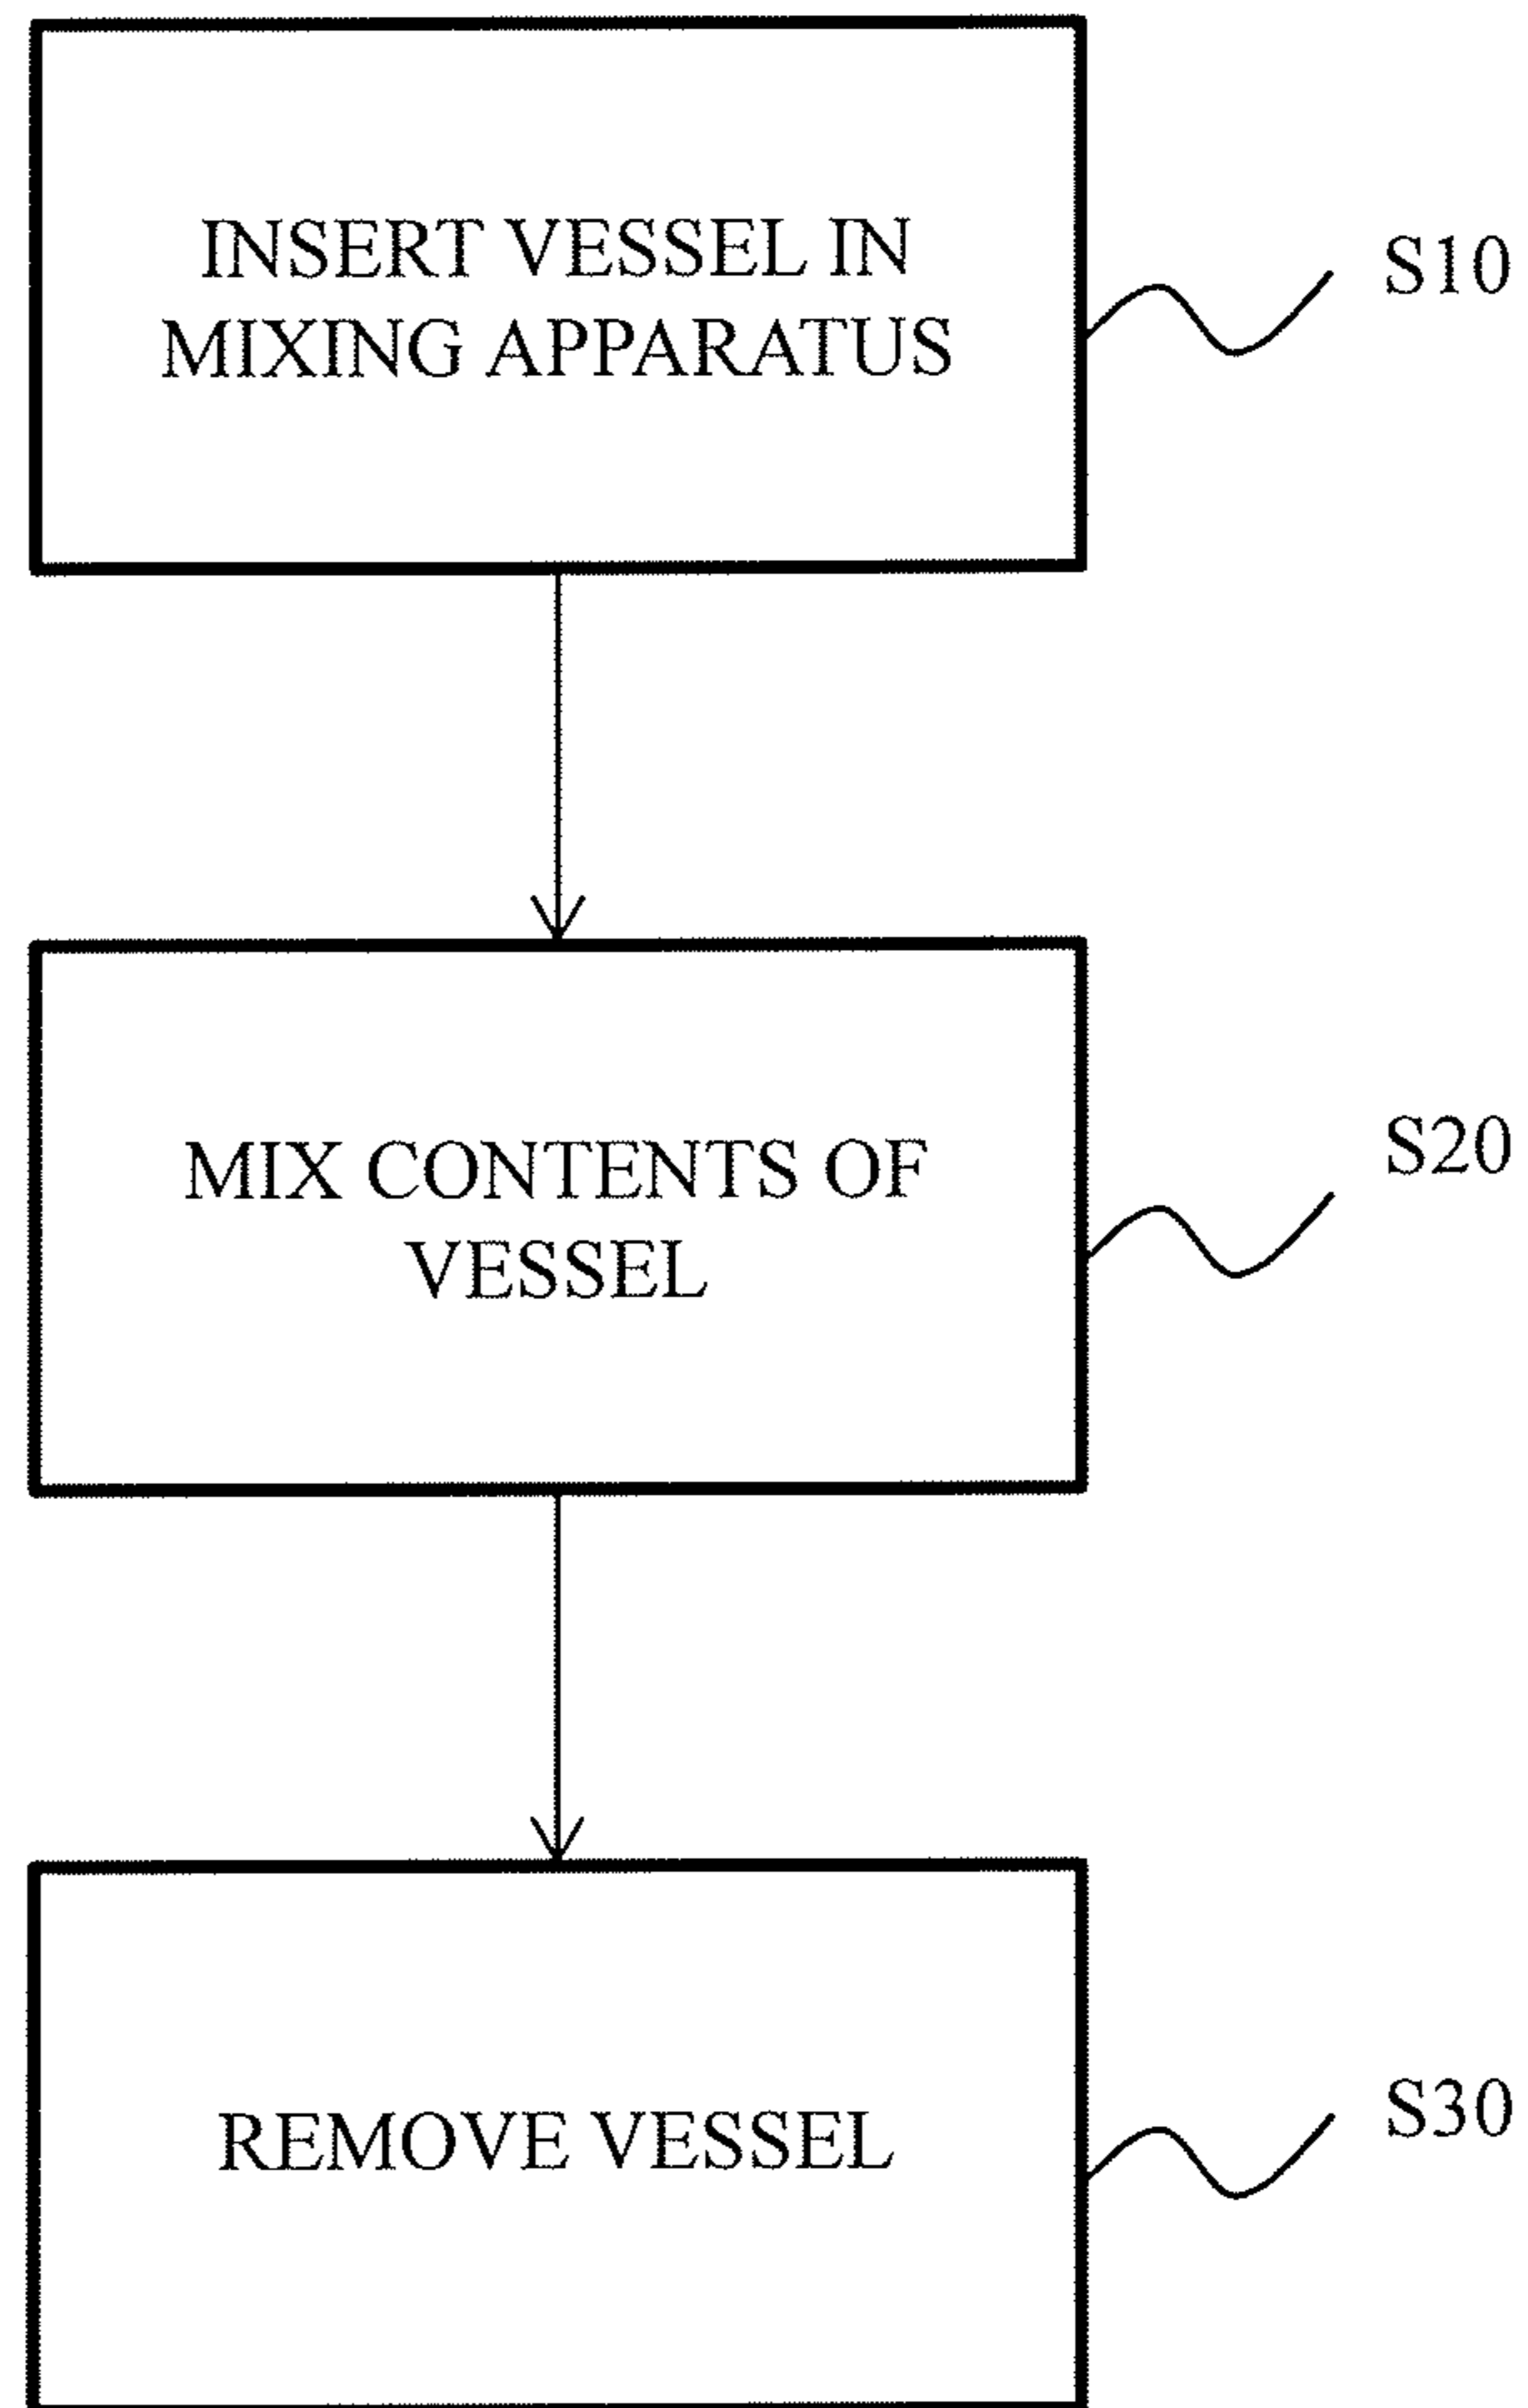 INSERT VESSEL IN
MIXING APPARATUS
S10
MIX CONTENTS OF
VESSEL
S20
REMOVE VESSEL
S30